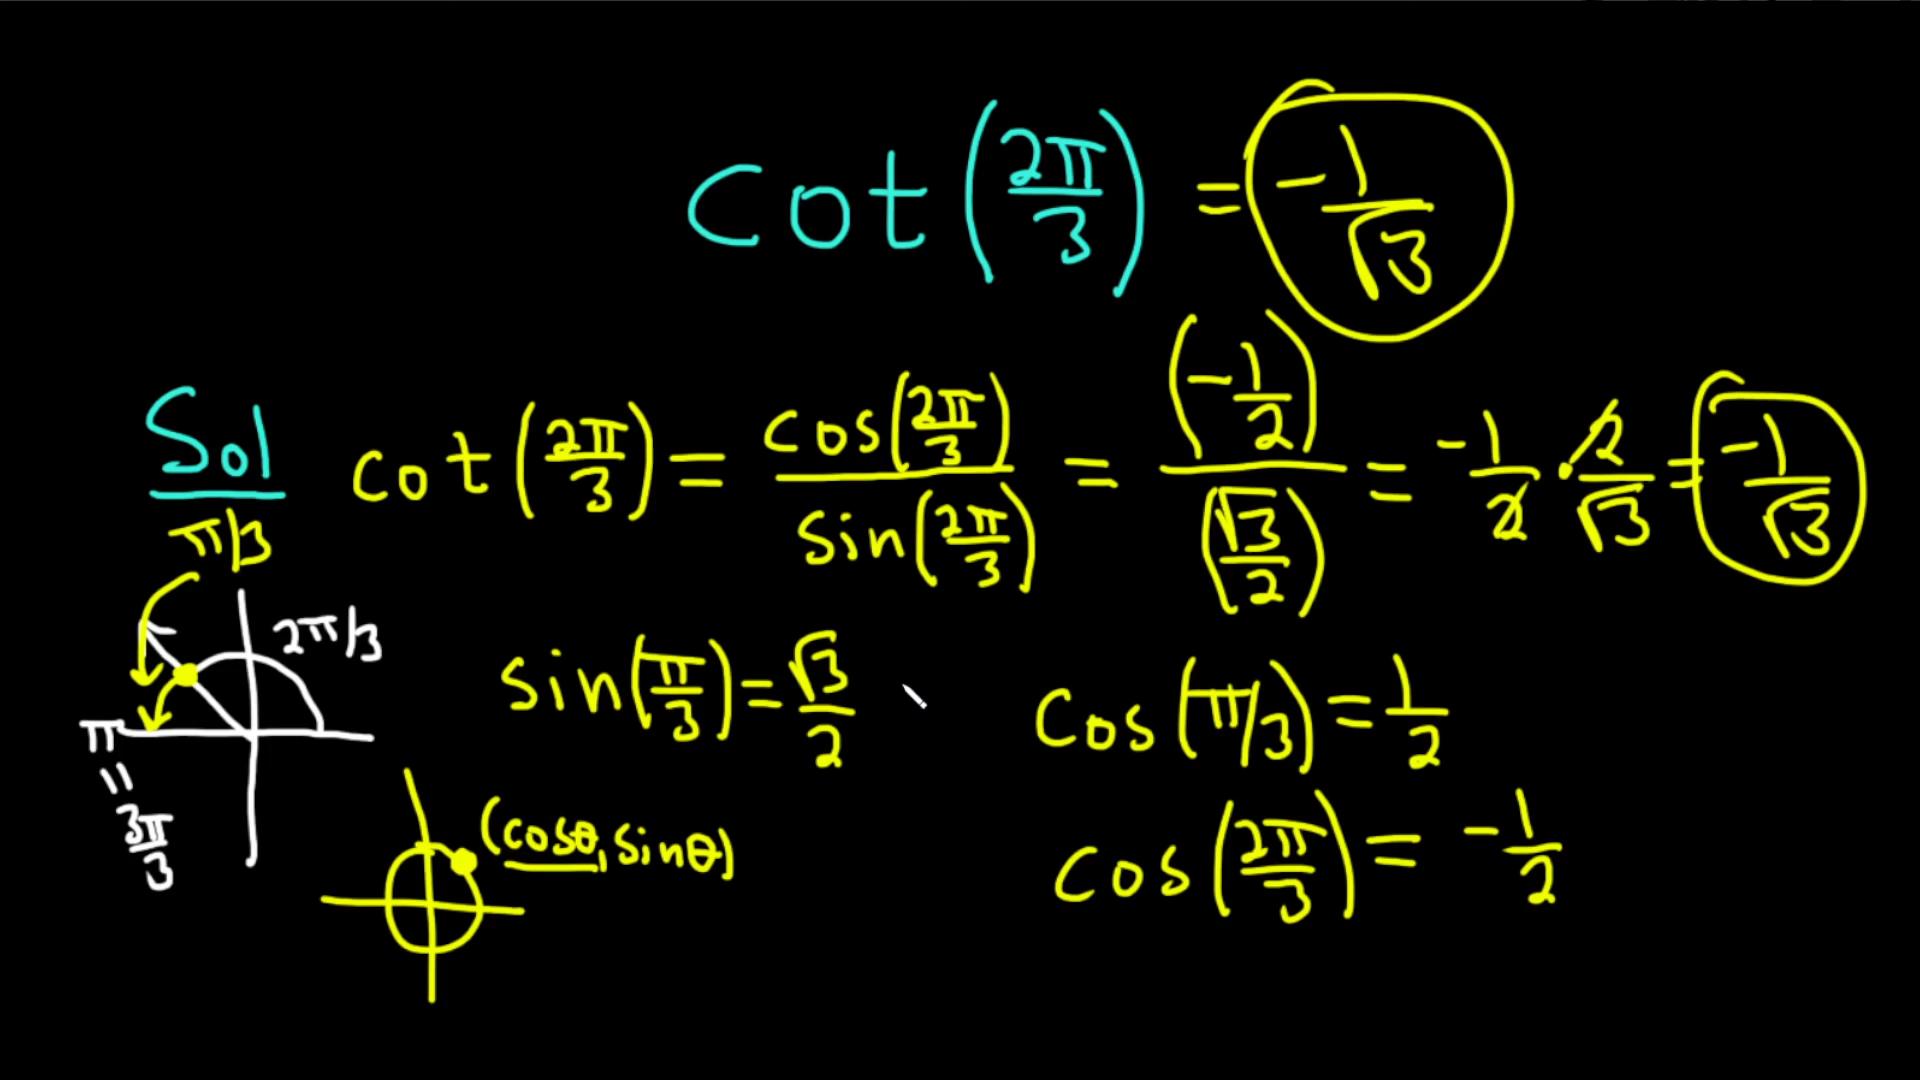 cot(2π/3) = -1/√3
Sol cot(2π/3) = cos(2π/3)/sin(2π/3) = (-1/2)/(√3/2) = -1/2 · 2/√3 = -1/√3
π/3
2π/3
π = 3π/3
sin(π/3) = √3/2
cos(π/3) = 1/2
(cosθ, sinθ)
cos(2π/3) = -1/2